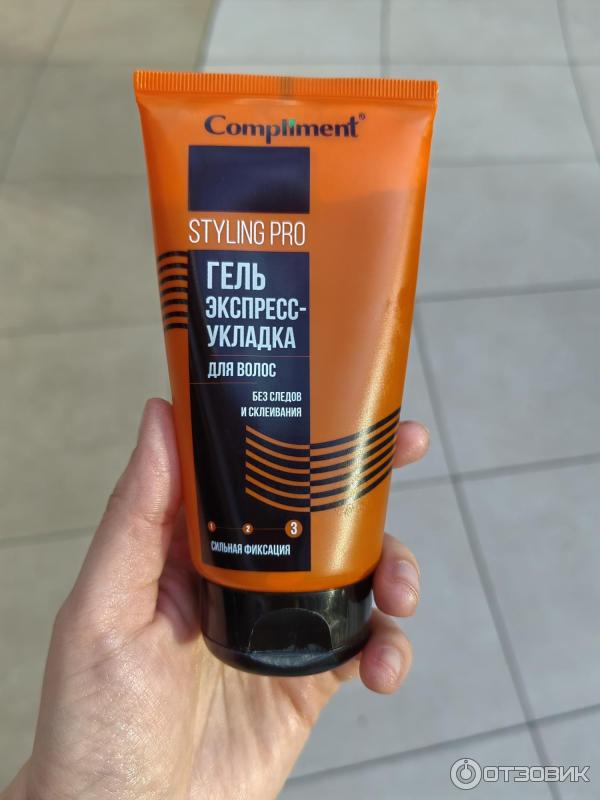 Compliment®
STYLING PRO
ГЕЛЬ
ЭКСПРЕСС-
УКЛАДКА
ДЛЯ ВОЛОС
БЕЗ СЛЕДОВ
И СКЛЕИВАНИЯ
1 2 3
СИЛЬНАЯ ФИКСАЦИЯ
ОТЗОВИК